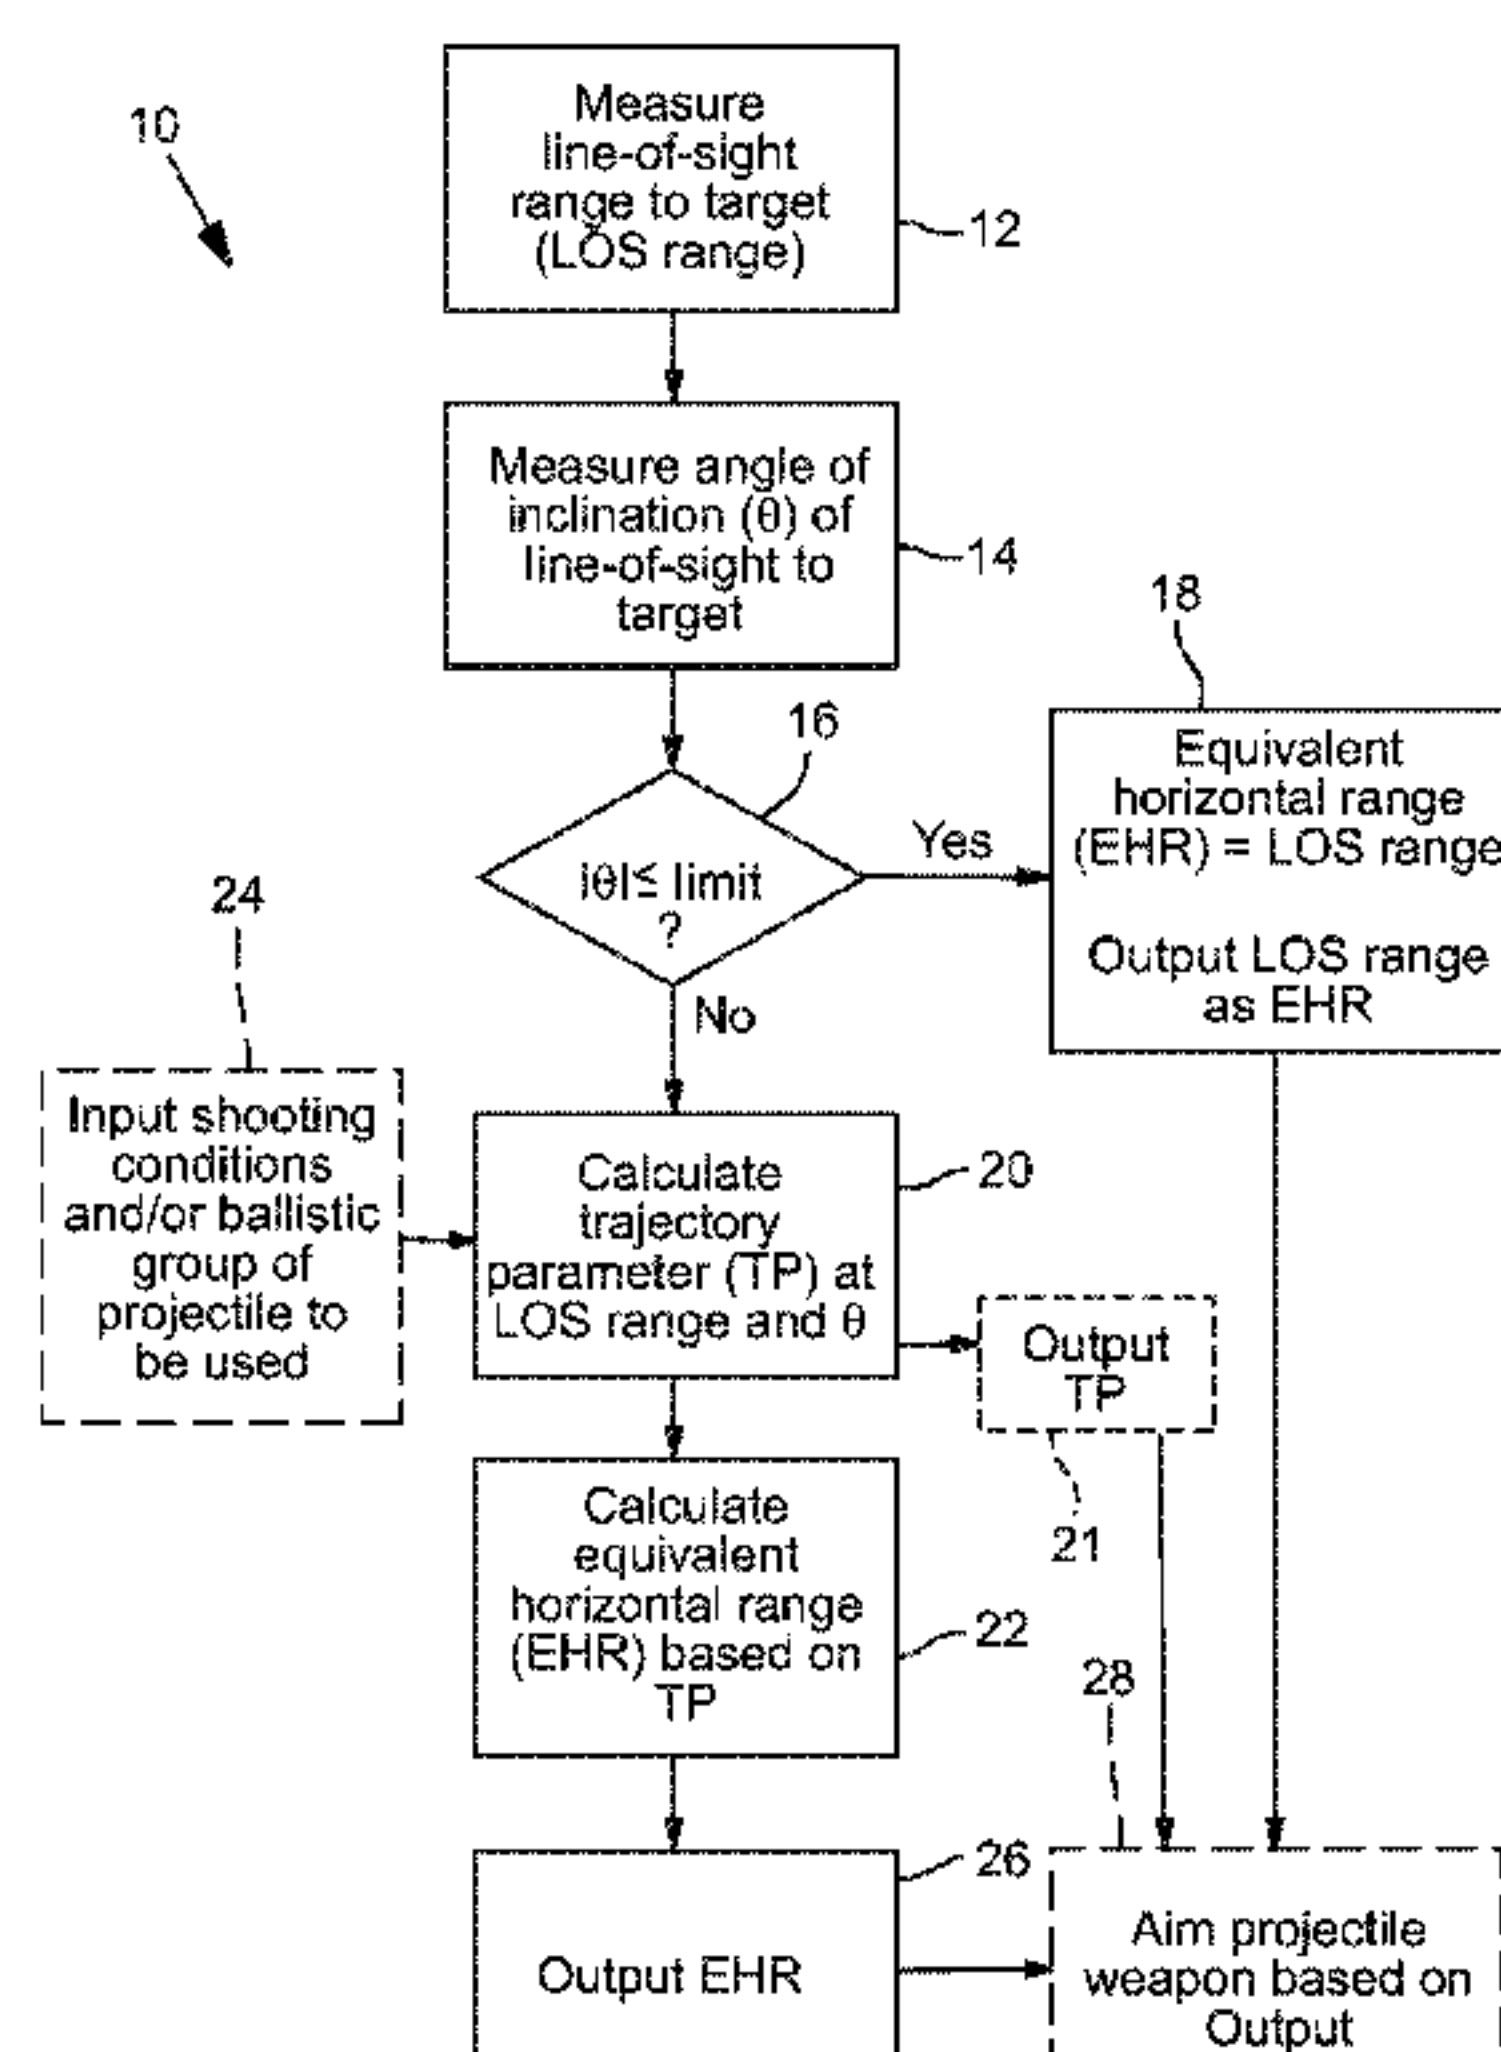 10
Measure
line-of-sight
range to target
(LOS range)
12
Measure angle of
inclination (θ) of
line-of-sight to
target
14
16
|θ|≤ limit
?
Yes
No
18
Equivalent
horizontal range
(EHR) = LOS range
Output LOS range
as EHR
24
Input shooting
conditions
and/or ballistic
group of
projectile to
be used
Calculate
trajectory
parameter (TP) at
LOS range and θ
20
Output
TP
21
Calculate
equivalent
horizontal range
(EHR) based on
TP
22
28
26
Output EHR
Aim projectile
weapon based on
Output